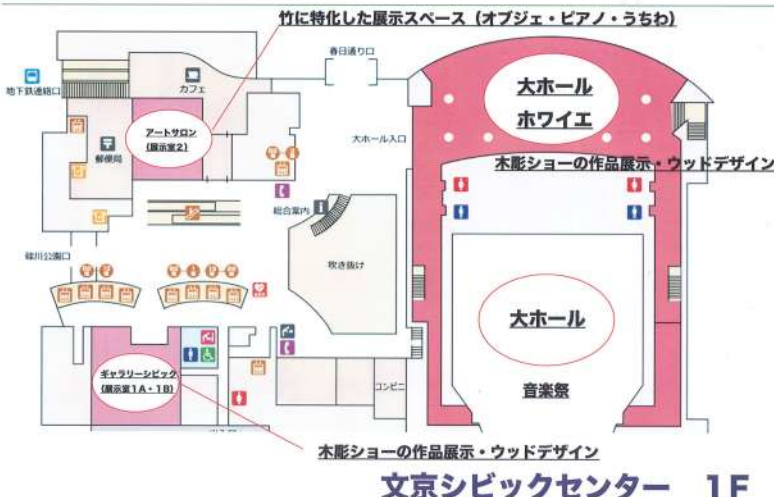 竹に特化した展示スペース（オブジェ・ピアノ・うちわ）
春日通り口
地下鉄連絡口
カフェ
大ホール
ホワイエ
アートサロン
（展示室2）
郵便局
大ホール入口
木彫ショーの作品展示・ウッドデザイン
総合案内
吹き抜け
礫川公園口
大ホール
音楽祭
ギャラリーシビック
（展示室1A・1B）
コンビニ
木彫ショーの作品展示・ウッドデザイン
文京シビックセンター　1F